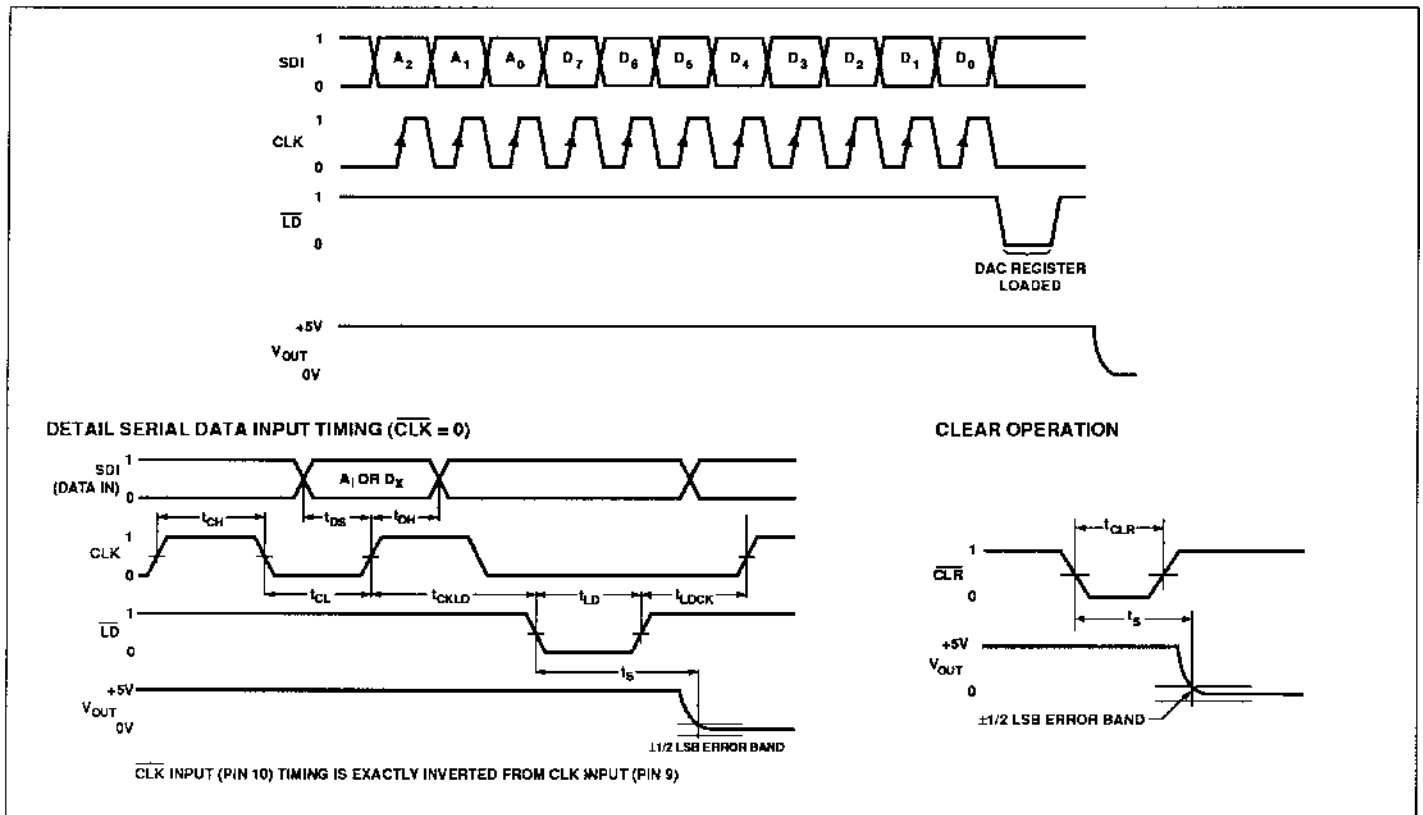 1
SDI A2 A1 A0 D7 D6 D5 D4 D3 D2 D1 D0
0
1
CLK
0
1
LD
0
DAC REGISTER
LOADED
+5V
VOUT
0V
DETAIL SERIAL DATA INPUT TIMING (CLK = 0)
SDI 1
(DATA IN) 0
AI OR DX
tCH tDS tDH
1
CLK
0
tCL tCKLD tLD tLDCK
1
LD
0
tS
+5V
VOUT
0V
±1/2 LSB ERROR BAND
CLK INPUT (PIN 10) TIMING IS EXACTLY INVERTED FROM CLK INPUT (PIN 9)
CLEAR OPERATION
tCLR
1
CLR
0
tS
+5V
VOUT
0
±1/2 LSB ERROR BAND